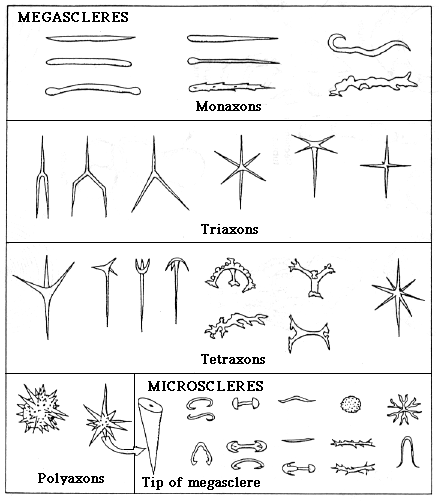 MEGASCLERES
Monaxons
Triaxons
Tetraxons
MICROSCLERES
Polyaxons
Tip of megasclere